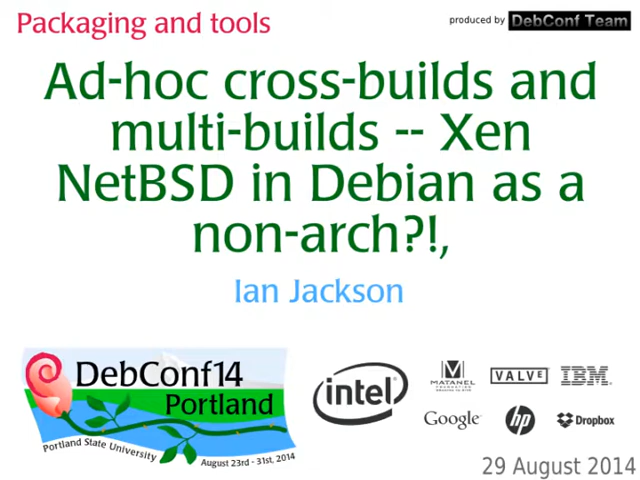 Packaging and tools
produced by DebConf Team
Ad-hoc cross-builds and
multi-builds -- Xen
NetBSD in Debian as a
non-arch?!,
Ian Jackson
DebConf14
Portland
Portland State University
August 23rd - 31st, 2014
intel
MATANEL
VALVE
IBM
Google
hp
Dropbox
29 August 2014